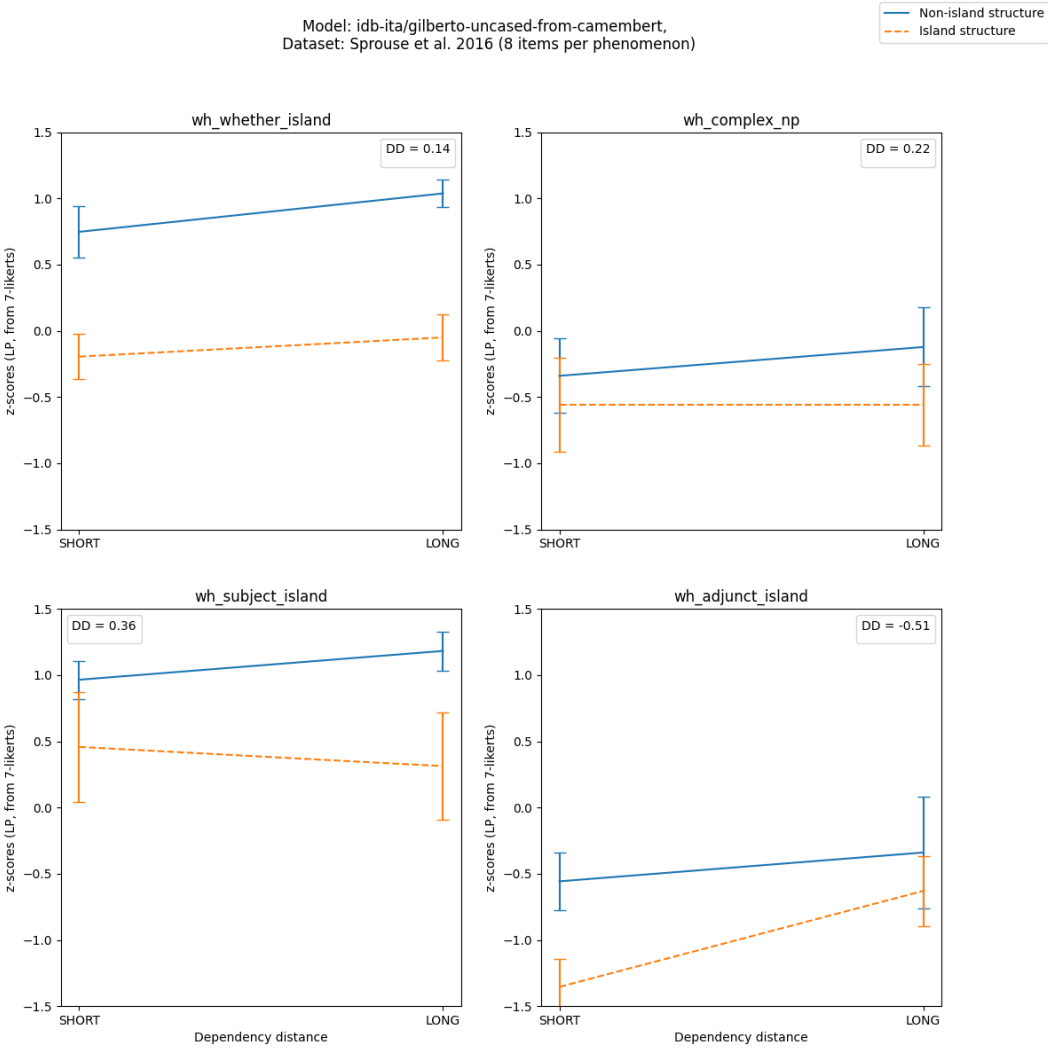 Model: idb-ita/gilberto-uncased-from-camembert,
Dataset: Sprouse et al. 2016 (8 items per phenomenon)
Non-island structure
Island structure
wh_whether_island
DD = 0.14
z-scores (LP, from 7-likerts)
1.5
1.0
0.5
0.0
−0.5
−1.0
−1.5
SHORT
LONG
wh_complex_np
DD = 0.22
z-scores (LP, from 7-likerts)
1.5
1.0
0.5
0.0
−0.5
−1.0
−1.5
SHORT
LONG
wh_subject_island
DD = 0.36
z-scores (LP, from 7-likerts)
1.5
1.0
0.5
0.0
−0.5
−1.0
−1.5
SHORT
LONG
Dependency distance
wh_adjunct_island
DD = -0.51
z-scores (LP, from 7-likerts)
1.5
1.0
0.5
0.0
−0.5
−1.0
−1.5
SHORT
LONG
Dependency distance